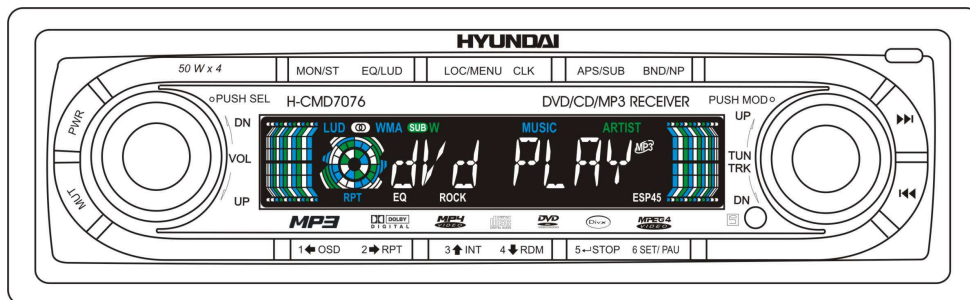 HYUNDAI
50 W x 4
MON/ST EQ/LUD LOC/MENU CLK APS/SUB BND/NP
PUSH SEL H-CMD7076 DVD/CD/MP3 RECEIVER PUSH MOD
PWR
MUT
DN
VOL
UP
LUD WMA SUB W MUSIC ARTIST
dVd PLAY MP3
RPT EQ ROCK ESP45
UP
TUN
TRK
DN
MP3 DOLBY DIGITAL MP4 VIDEO DVD Divx MPEG4 VIDEO
1 OSD 2 RPT 3 INT 4 RDM 5 STOP 6 SET/ PAU